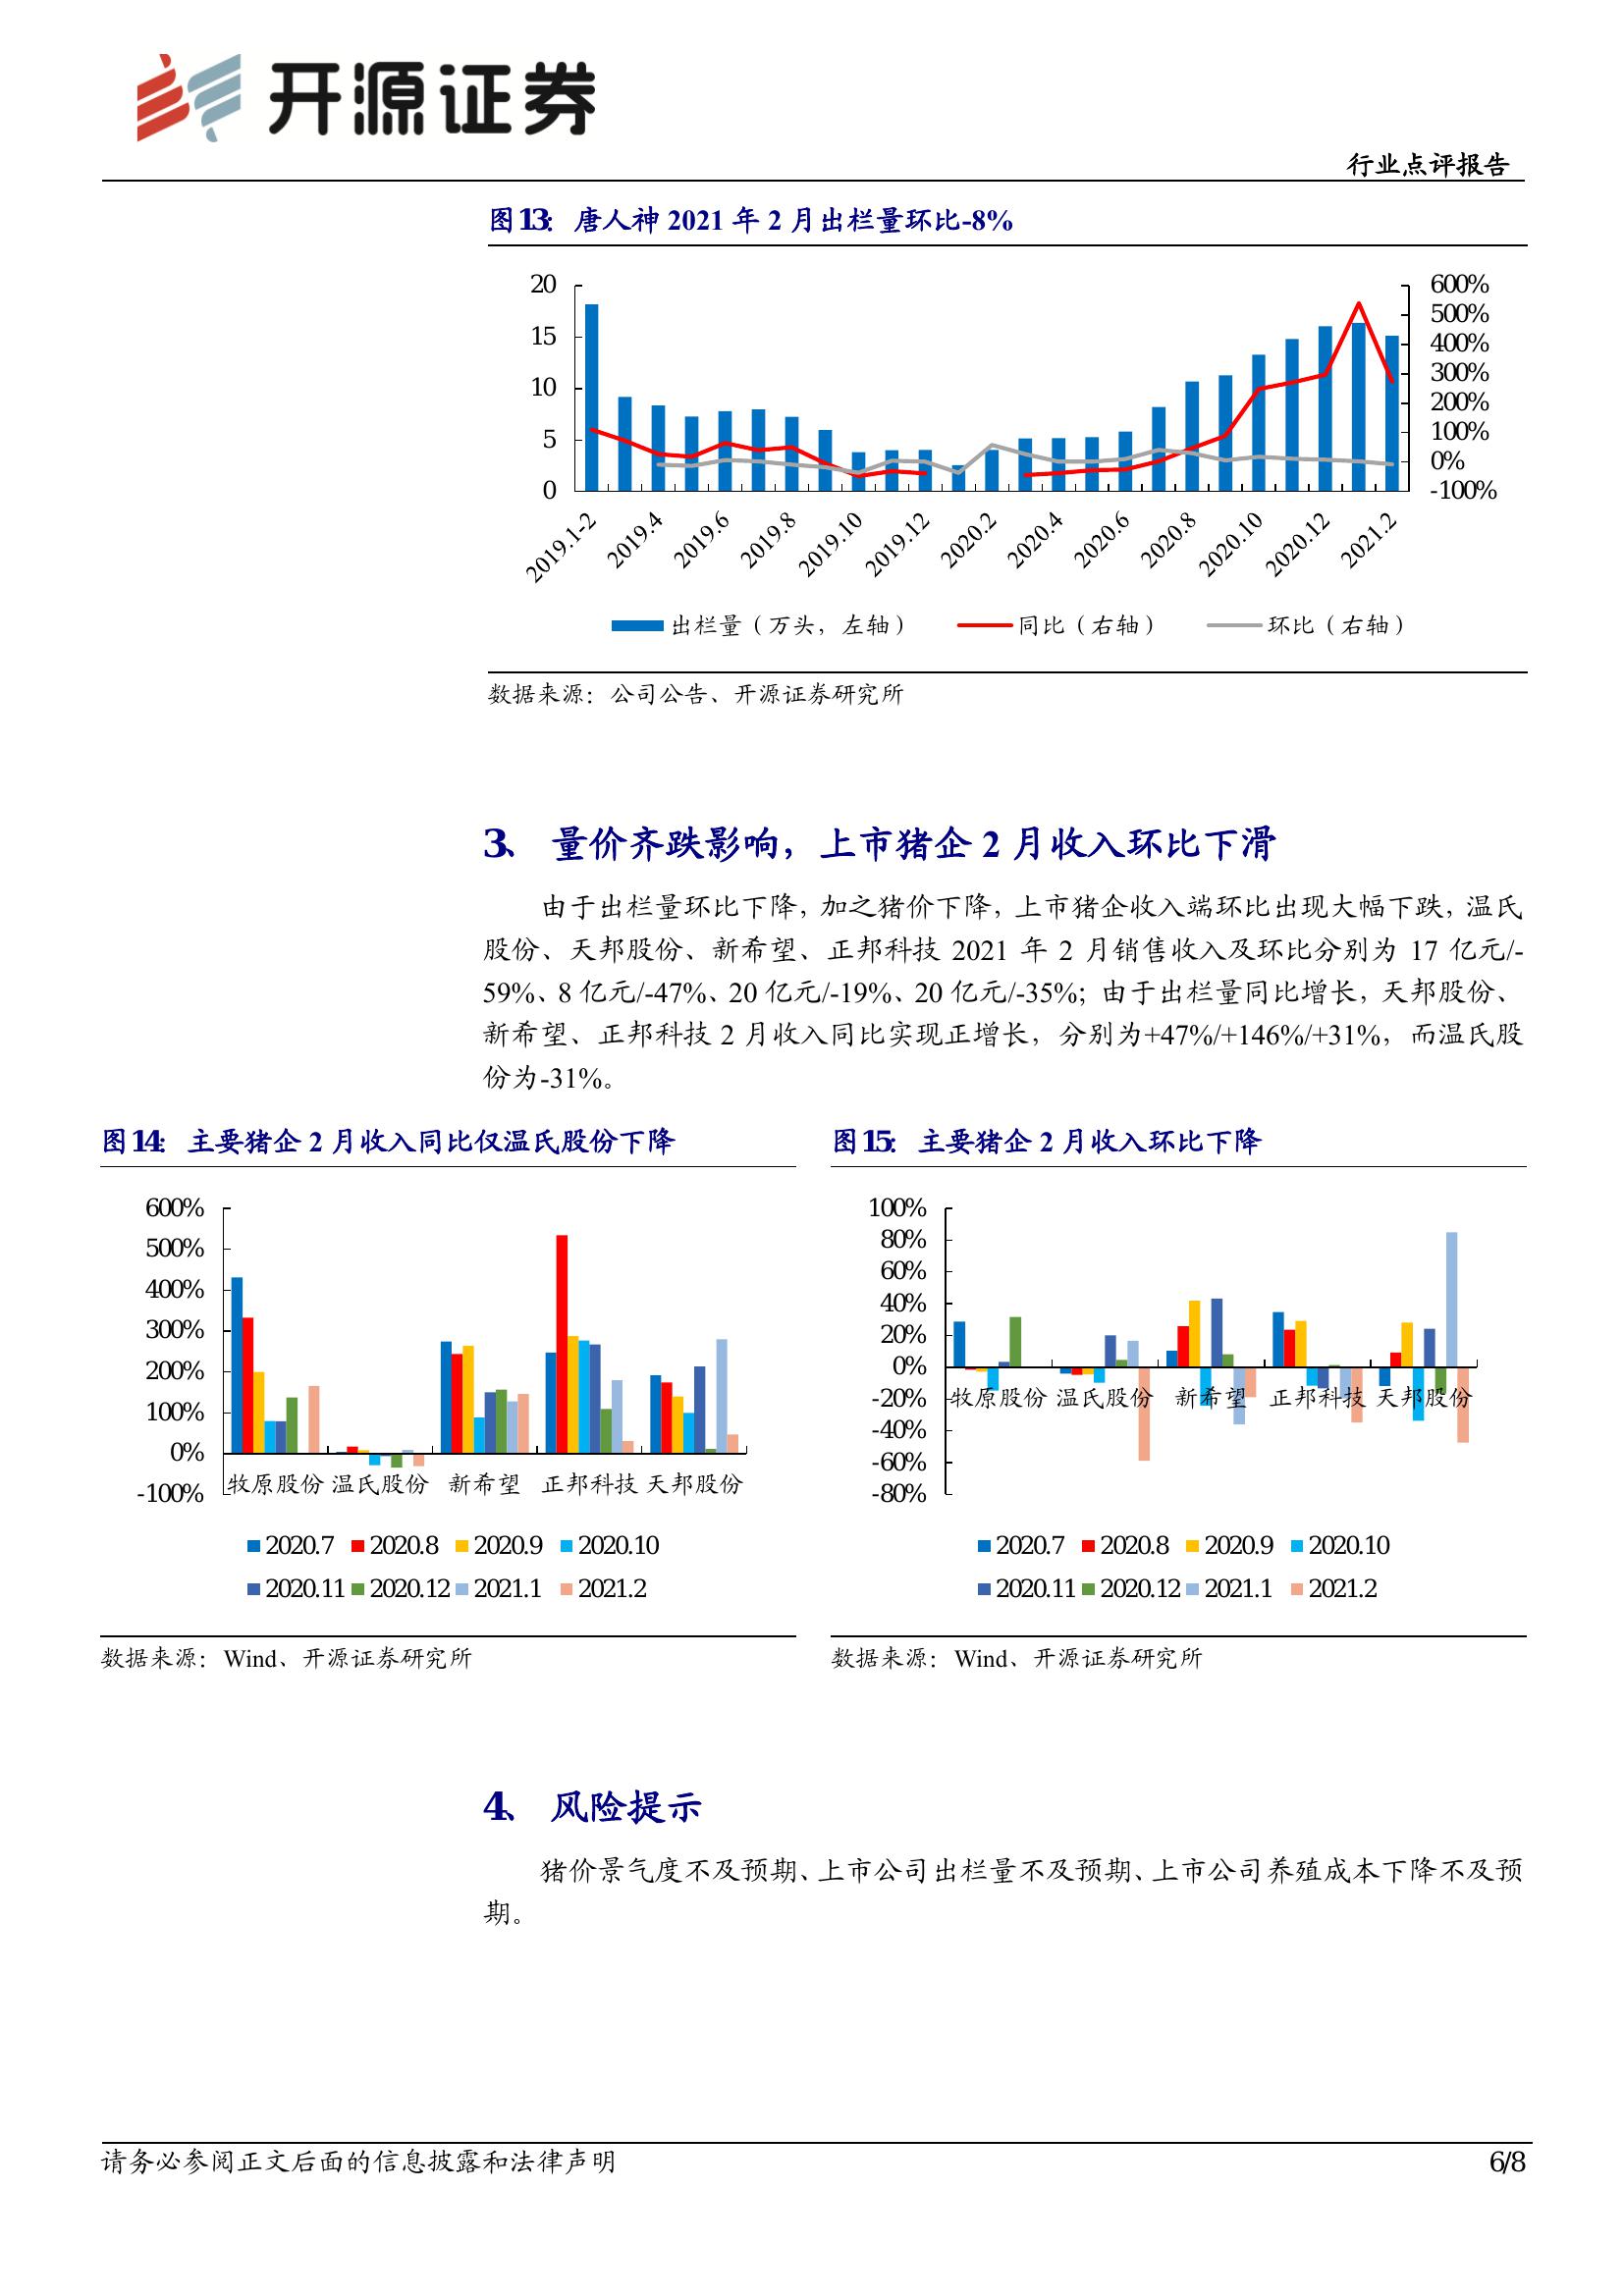 开源证券
行业点评报告
图13：唐人神 2021 年 2 月出栏量环比-8%
20
15
10
5
0
600%
500%
400%
300%
200%
100%
0%
-100%
2019.1-2
2019.4
2019.6
2019.8
2019.10
2019.12
2020.2
2020.4
2020.6
2020.8
2020.10
2020.12
2021.2
出栏量（万头，左轴） 同比（右轴） 环比（右轴）
数据来源：公司公告、开源证券研究所
3、 量价齐跌影响，上市猪企 2 月收入环比下滑
由于出栏量环比下降，加之猪价下降，上市猪企收入端环比出现大幅下跌，温氏
股份、天邦股份、新希望、正邦科技 2021 年 2 月销售收入及环比分别为 17 亿元/-
59%、8 亿元/-47%、20 亿元/-19%、20 亿元/-35%；由于出栏量同比增长，天邦股份、
新希望、正邦科技 2 月收入同比实现正增长，分别为+47%/+146%/+31%，而温氏股
份为-31%。
图14：主要猪企 2 月收入同比仅温氏股份下降
600%
500%
400%
300%
200%
100%
0%
-100%
牧原股份 温氏股份 新希望 正邦科技 天邦股份
2020.7 2020.8 2020.9 2020.10
2020.11 2020.12 2021.1 2021.2
数据来源：Wind、开源证券研究所
图15：主要猪企 2 月收入环比下降
100%
80%
60%
40%
20%
0%
-20%
-40%
-60%
-80%
牧原股份 温氏股份 新希望 正邦科技 天邦股份
2020.7 2020.8 2020.9 2020.10
2020.11 2020.12 2021.1 2021.2
数据来源：Wind、开源证券研究所
4、 风险提示
猪价景气度不及预期、上市公司出栏量不及预期、上市公司养殖成本下降不及预
期。
请务必参阅正文后面的信息披露和法律声明
6/8